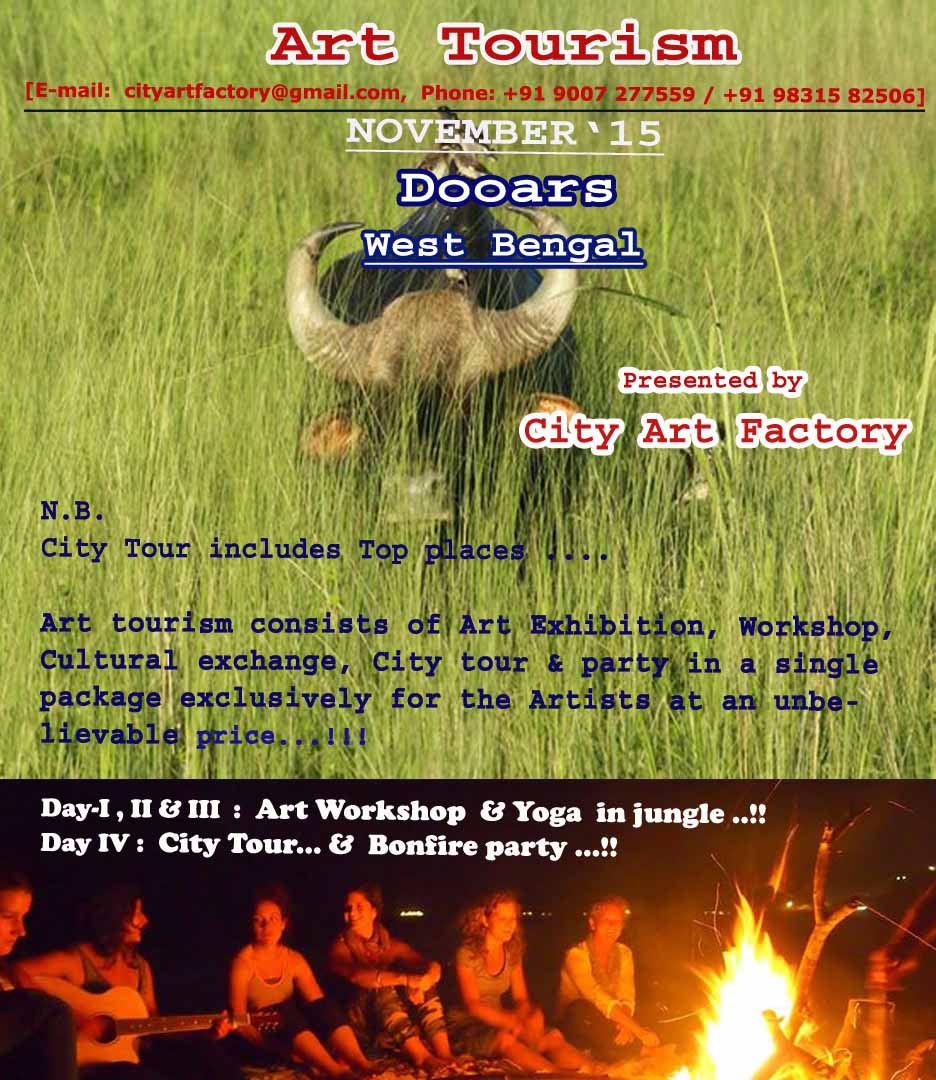 Art Tourism
[E-mail: cityartfactory@gmail.com, Phone: +91 9007 277559 / +91 98315 82506]
NOVEMBER‘15
Dooars
West Bengal
Presented by
City Art Factory
N.B.
City Tour includes Top places ....
Art tourism consists of Art Exhibition, Workshop,
Cultural exchange, City tour & party in a single
package exclusively for the Artists at an unbe-
lievable price...!!!
Day-I , II & III : Art Workshop & Yoga in jungle ..!!
Day IV : City Tour... & Bonfire party ...!!